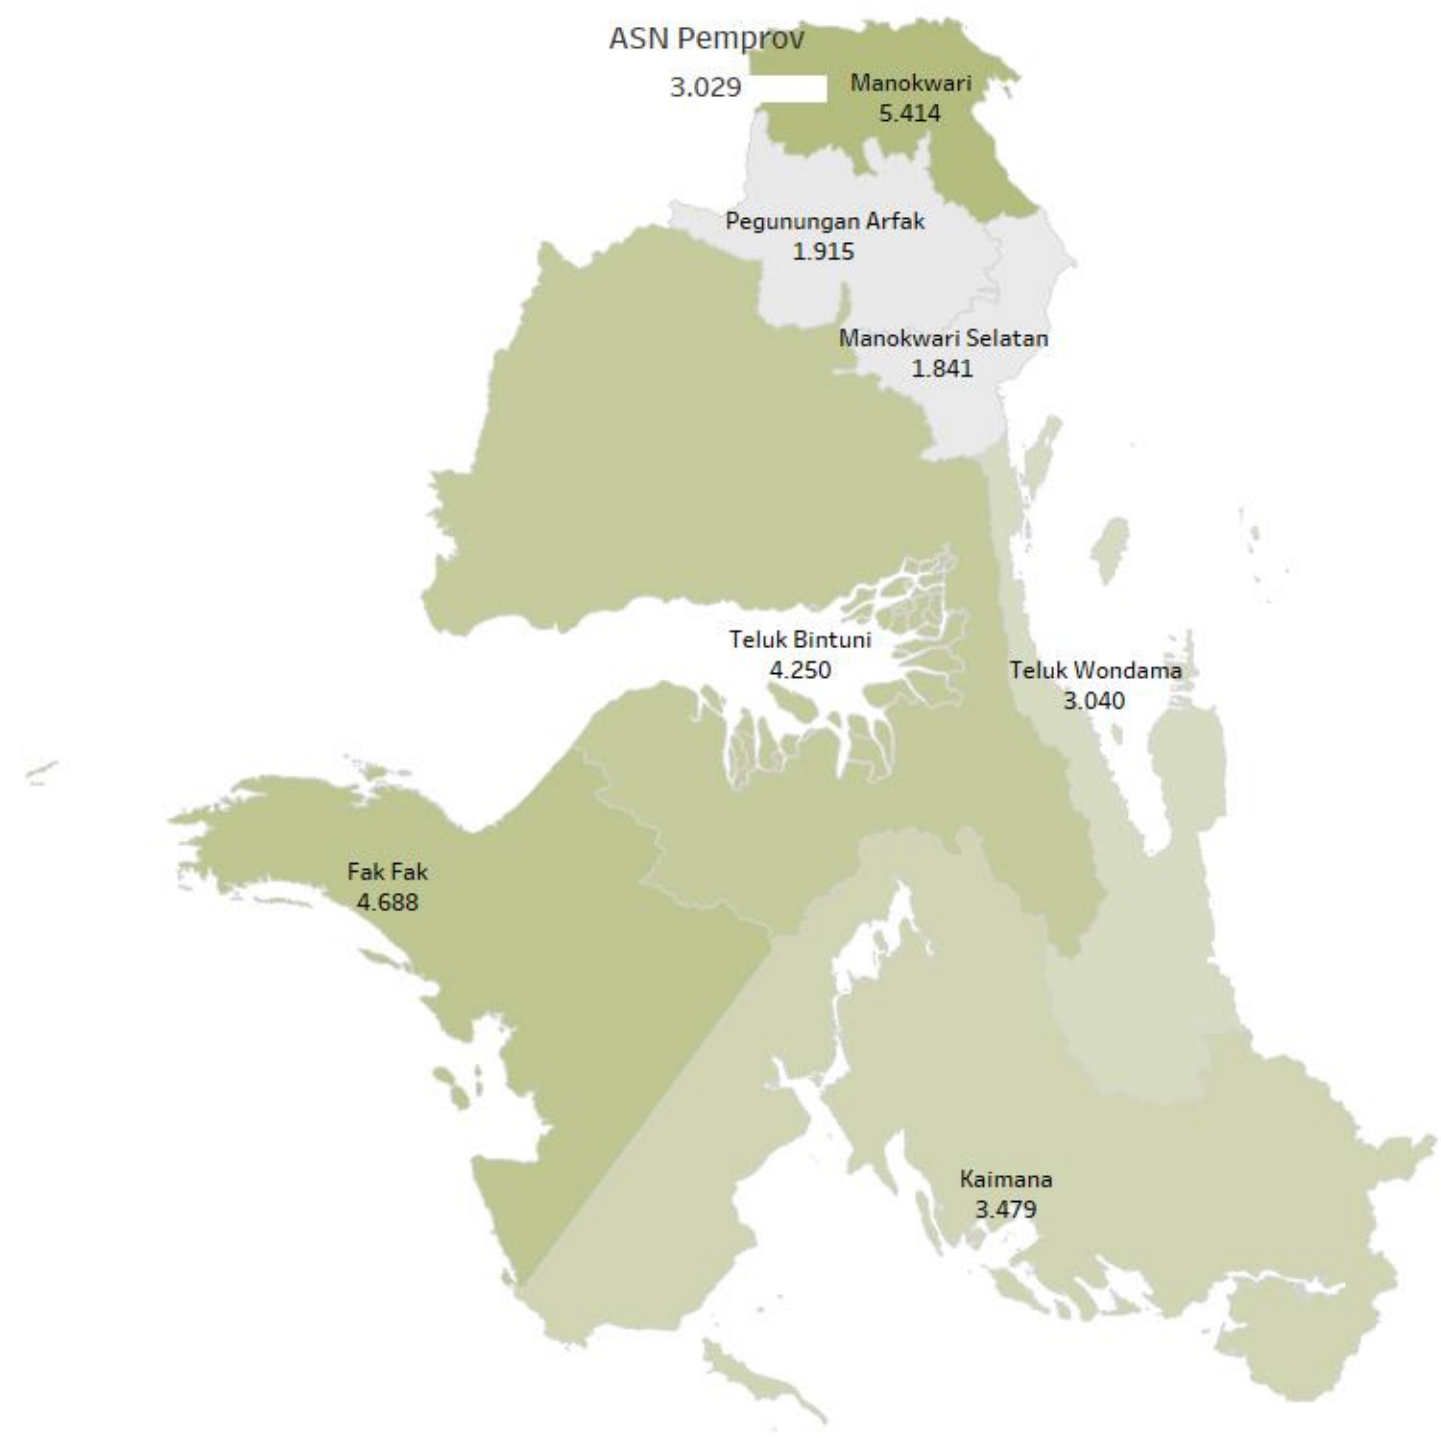 ASN Pemprov
3.029
Manokwari
5.414
Pegunungan Arfak
1.915
Manokwari Selatan
1.841
Teluk Bintuni
4.250
Teluk Wondama
3.040
Fak Fak
4.688
Kaimana
3.479